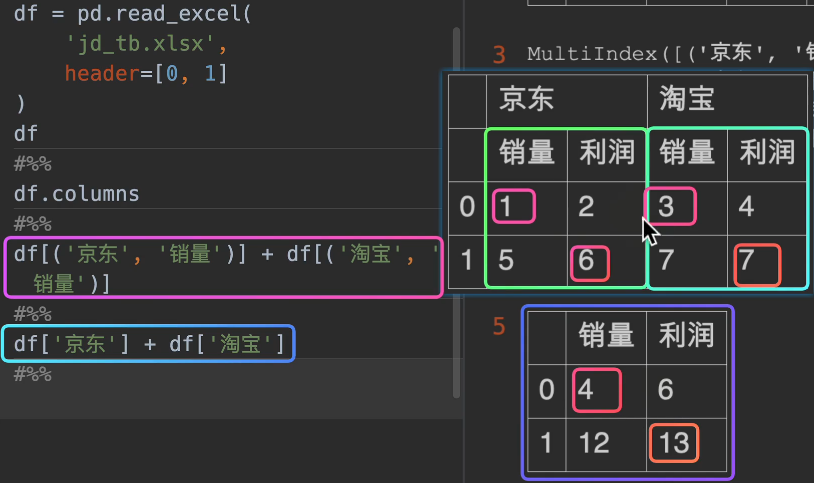 df = pd.read_excel(
'jd_tb.xlsx',
header=[0, 1]
)
df
#%%
df.columns
#%%
df[('京东', '销量')] + df[('淘宝', '
销量')]
#%%
df['京东'] + df['淘宝']
#%%
3 MultiIndex([('京东', '销
京东 淘宝
销量 利润 销量 利润
0 1 2 3 4
1 5 6 7 7
5
销量 利润
0 4 6
1 12 13